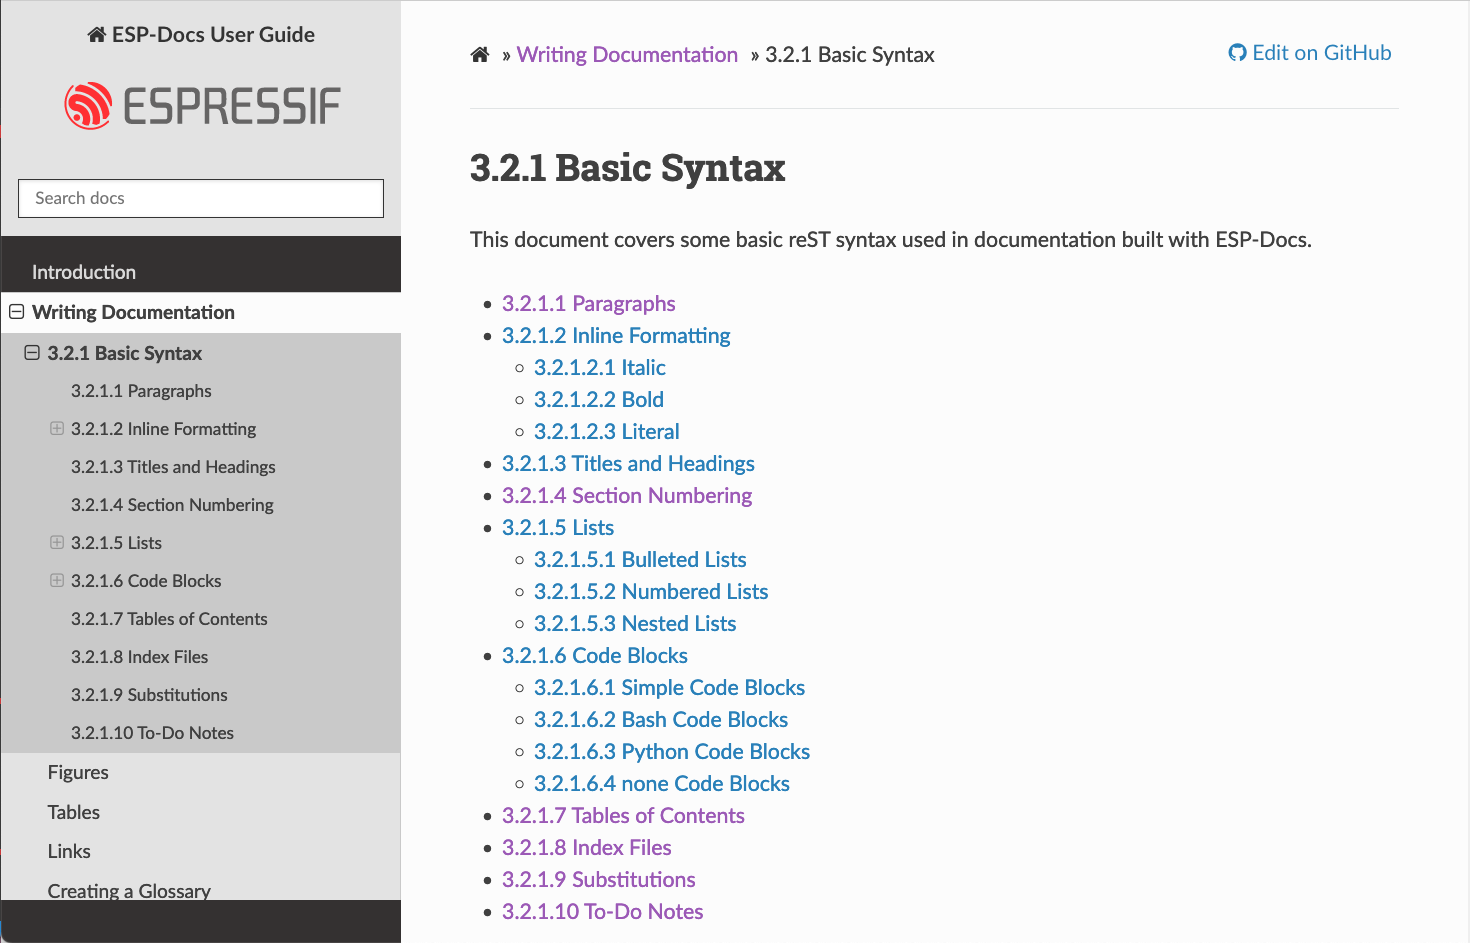 ESP-Docs User Guide
ESPRESSIF
Search docs
Introduction
Writing Documentation
3.2.1 Basic Syntax
3.2.1.1 Paragraphs
3.2.1.2 Inline Formatting
3.2.1.3 Titles and Headings
3.2.1.4 Section Numbering
3.2.1.5 Lists
3.2.1.6 Code Blocks
3.2.1.7 Tables of Contents
3.2.1.8 Index Files
3.2.1.9 Substitutions
3.2.1.10 To-Do Notes
Figures
Tables
Links
Creating a Glossary
» Writing Documentation » 3.2.1 Basic Syntax
Edit on GitHub
3.2.1 Basic Syntax
This document covers some basic reST syntax used in documentation built with ESP-Docs.
• 3.2.1.1 Paragraphs
• 3.2.1.2 Inline Formatting
◦ 3.2.1.2.1 Italic
◦ 3.2.1.2.2 Bold
◦ 3.2.1.2.3 Literal
• 3.2.1.3 Titles and Headings
• 3.2.1.4 Section Numbering
• 3.2.1.5 Lists
◦ 3.2.1.5.1 Bulleted Lists
◦ 3.2.1.5.2 Numbered Lists
◦ 3.2.1.5.3 Nested Lists
• 3.2.1.6 Code Blocks
◦ 3.2.1.6.1 Simple Code Blocks
◦ 3.2.1.6.2 Bash Code Blocks
◦ 3.2.1.6.3 Python Code Blocks
◦ 3.2.1.6.4 none Code Blocks
• 3.2.1.7 Tables of Contents
• 3.2.1.8 Index Files
• 3.2.1.9 Substitutions
• 3.2.1.10 To-Do Notes